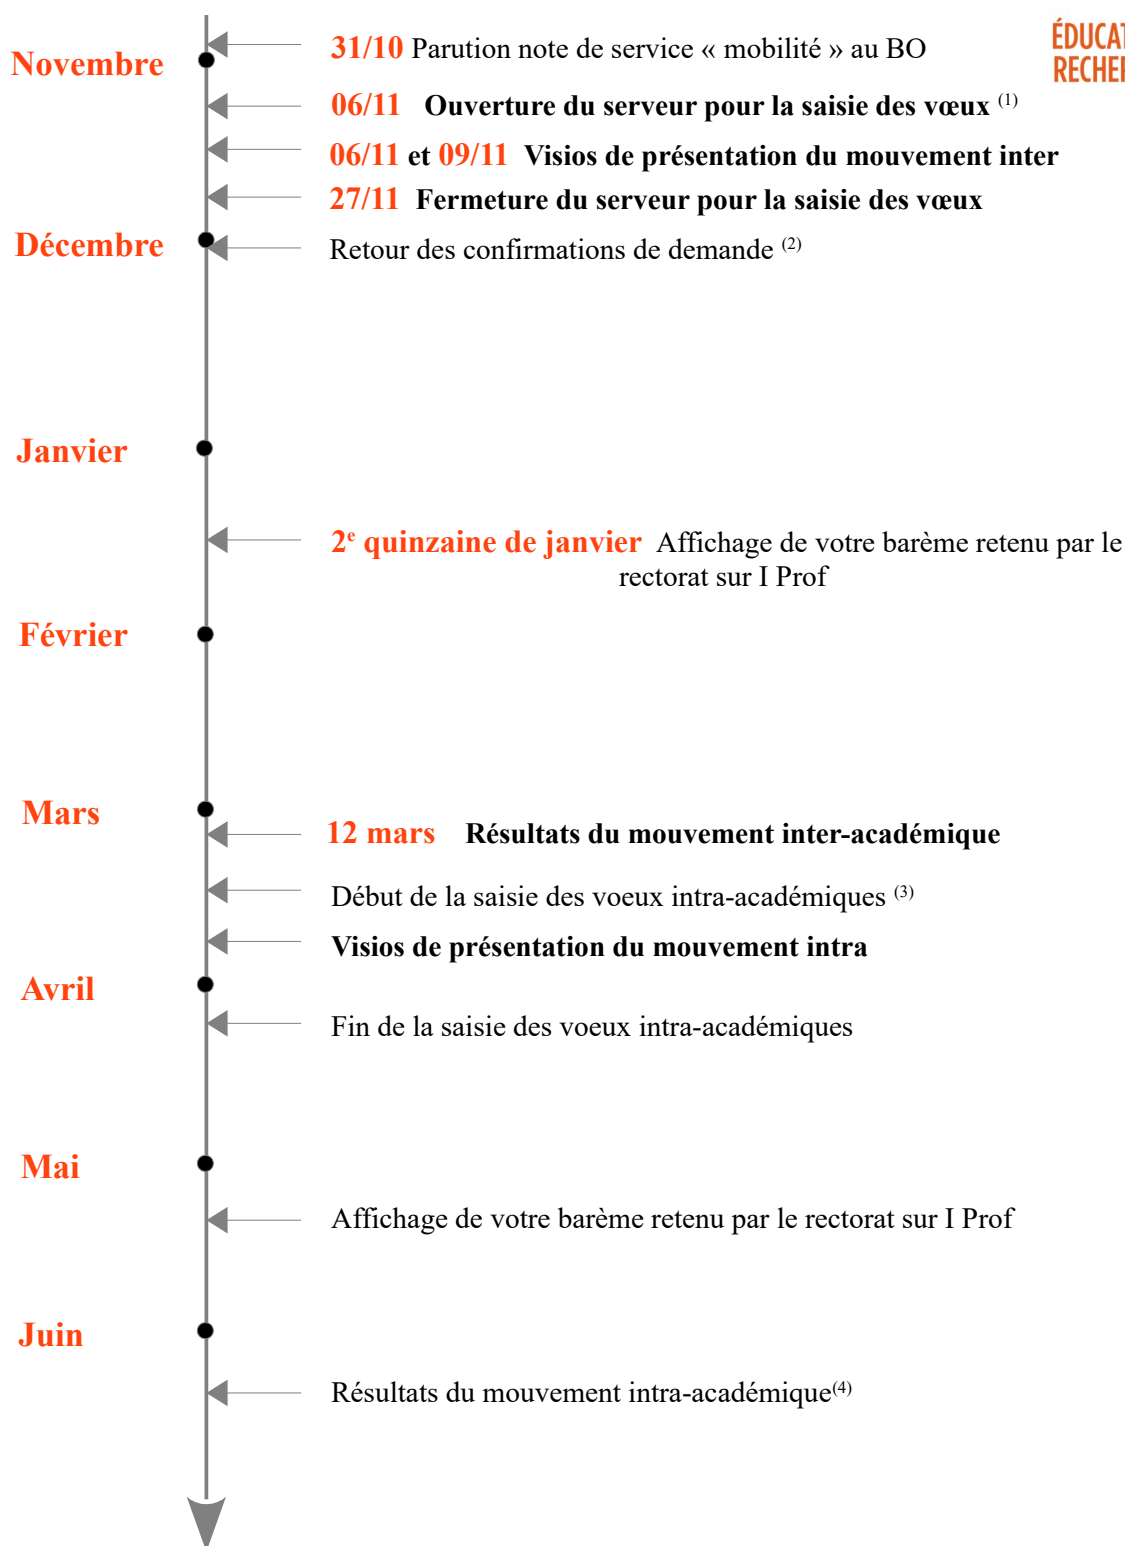 31/10 Parution note de service « mobilité » au BO
ÉDUCAT
RECHE
Novembre
06/11 Ouverture du serveur pour la saisie des vœux (1)
06/11 et 09/11 Visios de présentation du mouvement inter
27/11 Fermeture du serveur pour la saisie des vœux
Décembre
Retour des confirmations de demande (2)
Janvier
2e quinzaine de janvier Affichage de votre barème retenu par le
rectorat sur I Prof
Février
Mars
12 mars Résultats du mouvement inter-académique
Début de la saisie des voeux intra-académiques (3)
Visios de présentation du mouvement intra
Avril
Fin de la saisie des voeux intra-académiques
Mai
Affichage de votre barème retenu par le rectorat sur I Prof
Juin
Résultats du mouvement intra-académique(4)